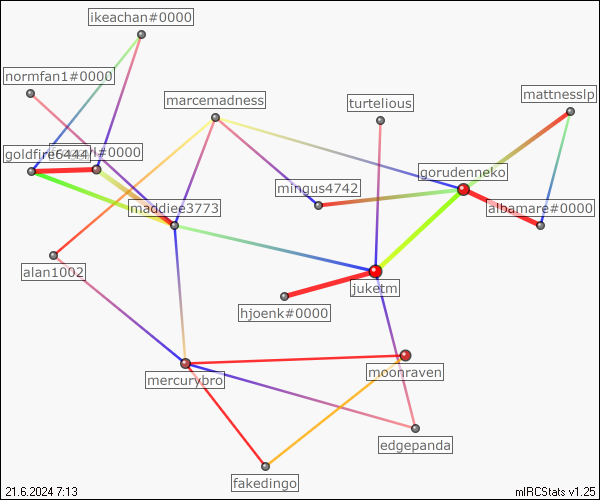 ikeachan#0000
normfan1#0000
marcemadness
turtelious
mattnesslp
goldfire6444
#0000
gorudenneko
mingus4742
maddiee3773
albamare#0000
alan1002
juketm
hjoenk#0000
moonraven
mercurybro
edgepanda
fakedingo
21.6.2024 7:13
mIRCStats v1.25